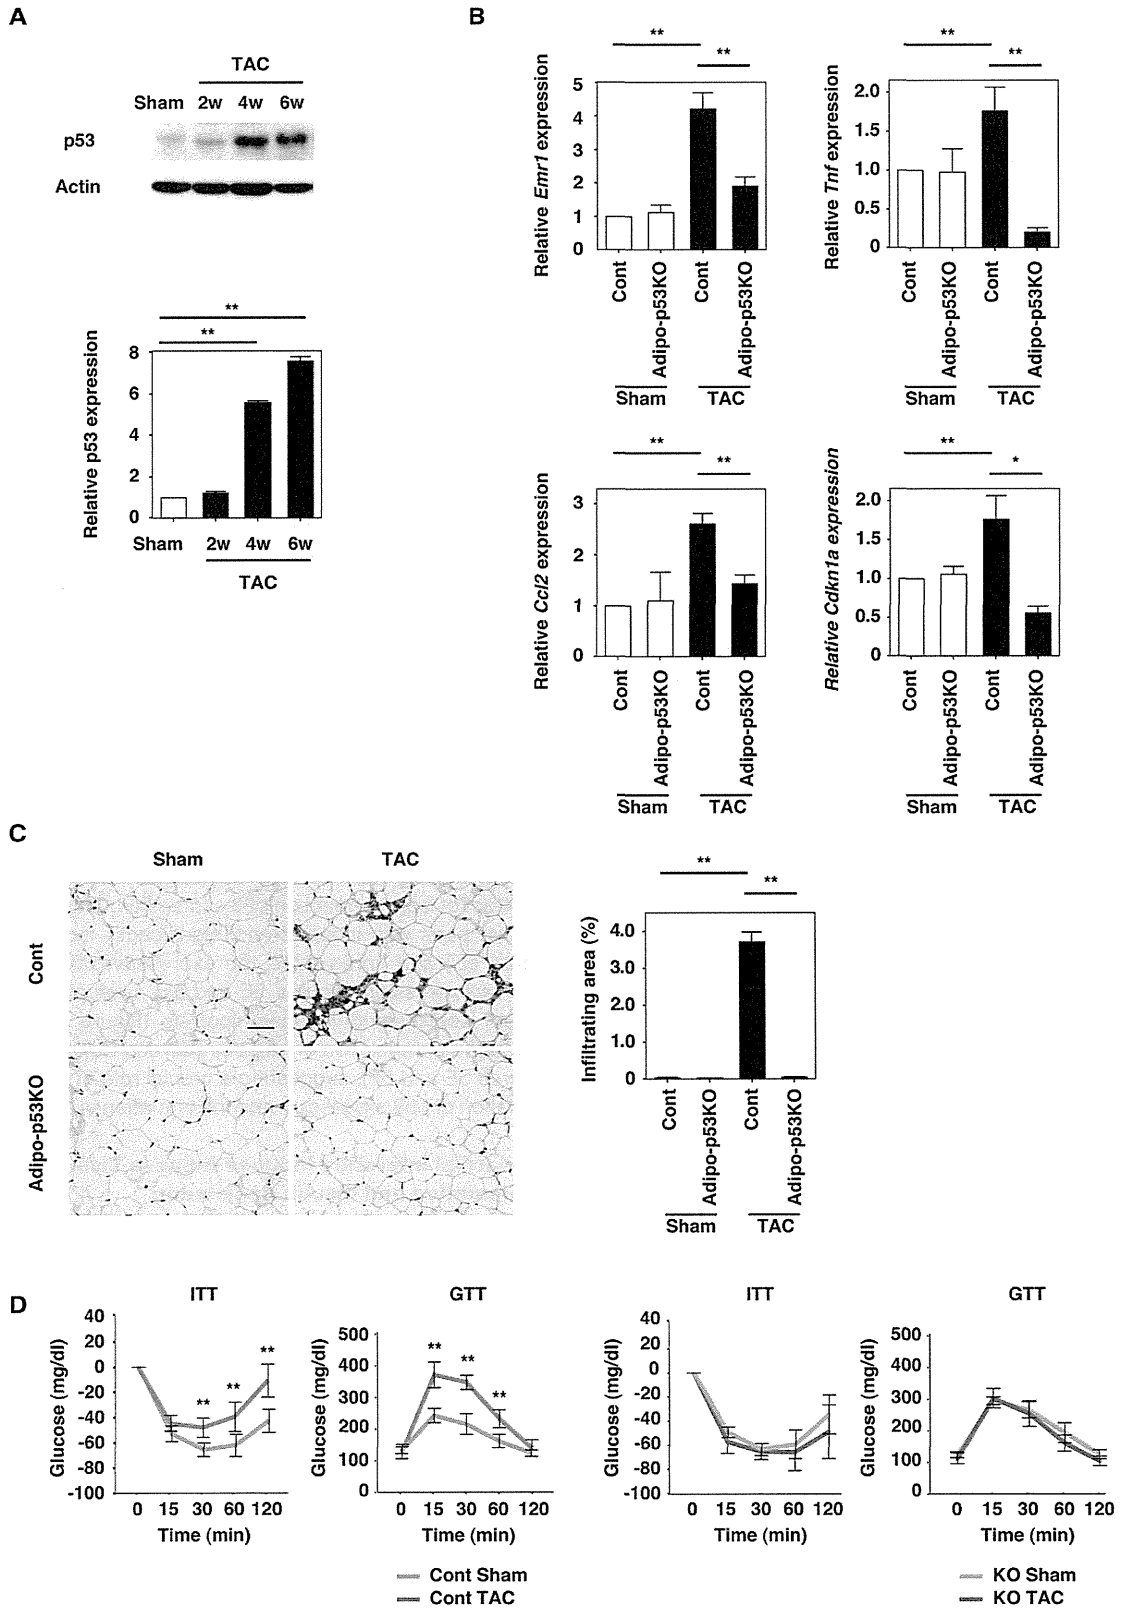 A
TAC
Sham 2w 4w 6w
p53
Actin
**
**
Relative p53 expression
8
6
4
2
0
Sham 2w 4w 6w
TAC
B
**
**
Relative Emr1 expression
5
4
3
2
1
0
Cont
Adipo-p53KO
Cont
Adipo-p53KO
Sham TAC
**
**
Relative Tnf expression
2.0
1.5
1.0
0.5
0
Cont
Adipo-p53KO
Cont
Adipo-p53KO
Sham TAC
**
**
Relative Ccl2 expression
3
2
1
0
Cont
Adipo-p53KO
Cont
Adipo-p53KO
Sham TAC
**
*
Relative Cdkn1a expression
2.0
1.5
1.0
0.5
0
Cont
Adipo-p53KO
Cont
Adipo-p53KO
Sham TAC
C
Sham TAC
Cont
Adipo-p53KO
**
**
Infiltrating area (%)
4.0
3.0
2.0
1.0
0
Cont
Adipo-p53KO
Cont
Adipo-p53KO
Sham TAC
D
ITT
Glucose (mg/dl)
40
20
0
-20
-40
-60
-80
-100
** ** **
0 15 30 60 120
Time (min)
GTT
Glucose (mg/dl)
500
400
300
200
100
0
** ** **
0 15 30 60 120
Time (min)
Cont Sham
Cont TAC
ITT
Glucose (mg/dl)
40
20
0
-20
-40
-60
-80
-100
0 15 30 60 120
Time (min)
GTT
Glucose (mg/dl)
500
400
300
200
100
0
0 15 30 60 120
Time (min)
KO Sham
KO TAC